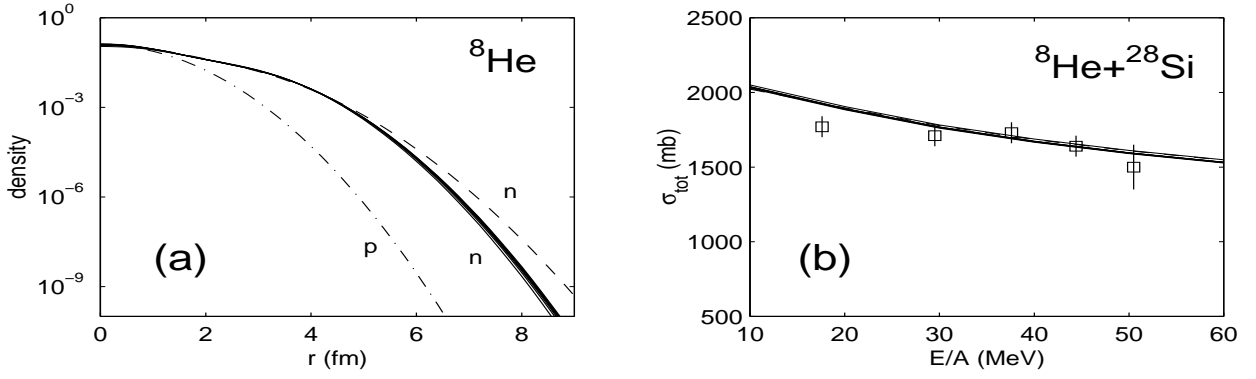 10^0
10^−3
10^−6
10^−9
density
^8He
n
p
n
(a)
0
2
4
6
8
r (fm)
2500
2000
1500
1000
500
σ_tot (mb)
^8He+^28Si
(b)
10
20
30
40
50
60
E/A (MeV)